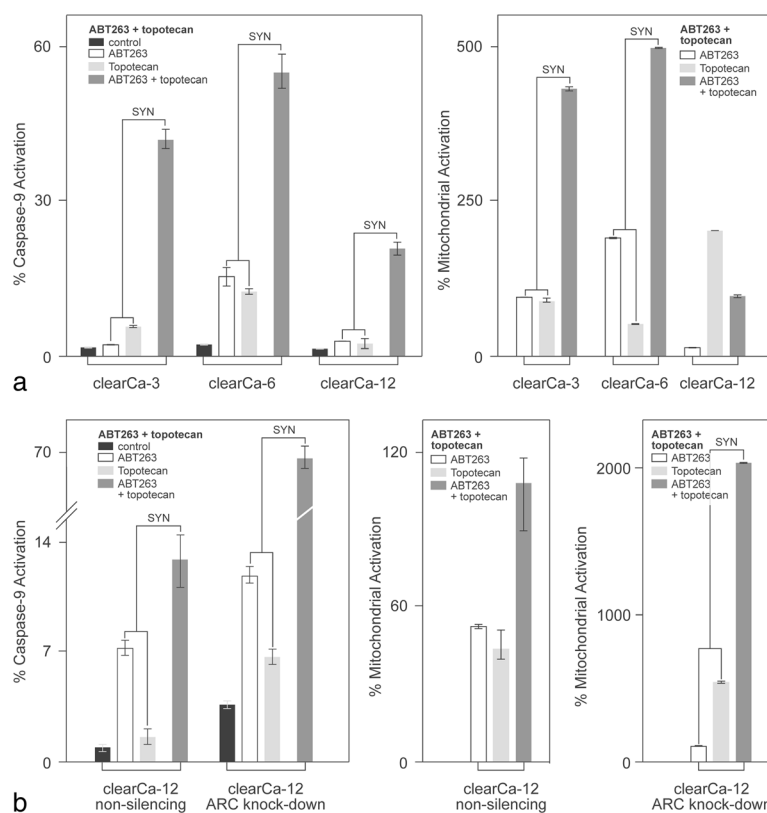 ABT263 + topotecan
control
ABT263
Topotecan
ABT263 + topotecan
SYN
SYN
SYN
60
30
0
% Caspase-9 Activation
clearCa-3
clearCa-6
clearCa-12
a
ABT263 +
topotecan
ABT263
Topotecan
ABT263
+ topotecan
SYN
SYN
500
250
0
% Mitochondrial Activation
clearCa-3
clearCa-6
clearCa-12
ABT263 + topotecan
control
ABT263
Topotecan
ABT263
+ topotecan
SYN
SYN
70
14
7
0
% Caspase-9 Activation
clearCa-12
non-silencing
clearCa-12
ARC knock-down
b
ABT263 +
topotecan
ABT263
Topotecan
ABT263
+ topotecan
120
60
0
% Mitochondrial Activation
clearCa-12
non-silencing
ABT263 +
topotecan
ABT263
Topotecan
ABT263
+ topotecan
SYN
2000
1000
0
% Mitochondrial Activation
clearCa-12
ARC knock-down